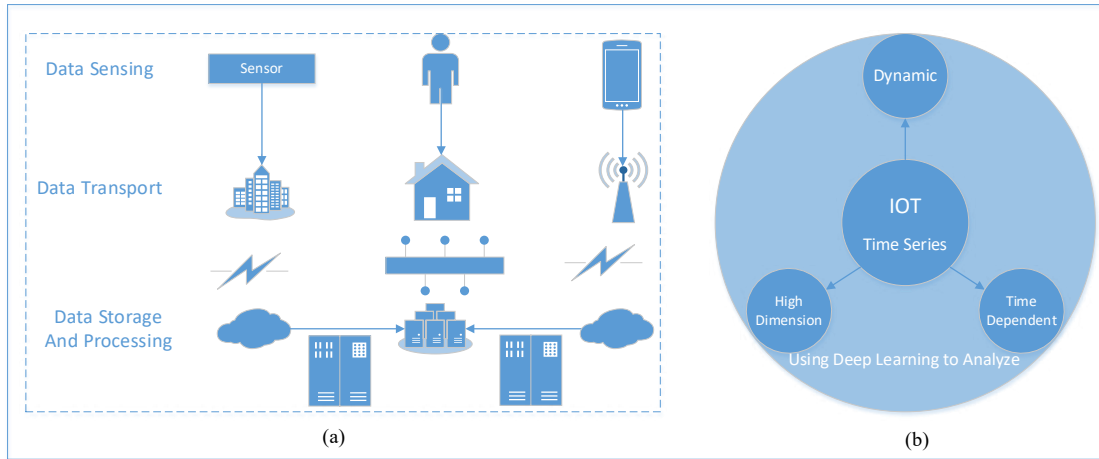 Data Sensing
Sensor
Data Transport
Data Storage
And Processing
(a)
Dynamic
IOT
Time Series
High
Dimension
Time
Dependent
Using Deep Learning to Analyze
(b)